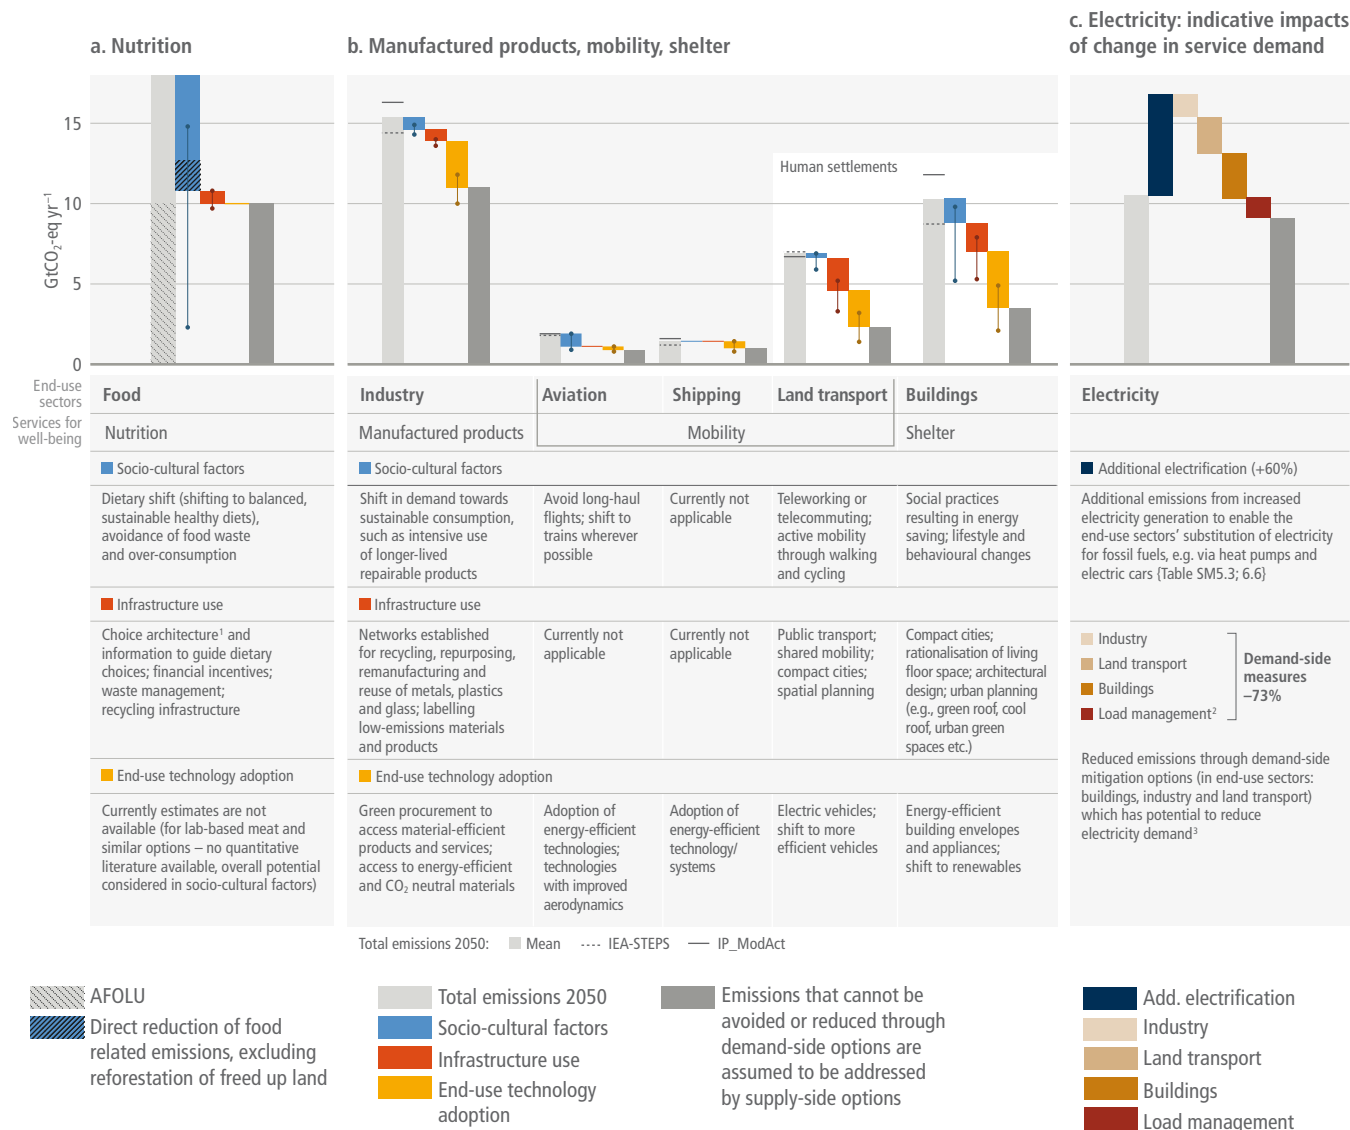 a. Nutrition
b. Manufactured products, mobility, shelter
c. Electricity: indicative impacts
of change in service demand
GtCO₂-eq yr⁻¹
15
10
5
0
Human settlements
End-use
sectors
Services for
well-being
Food
Nutrition
Socio-cultural factors
Dietary shift (shifting to balanced,
sustainable healthy diets),
avoidance of food waste
and over-consumption
Infrastructure use
Choice architecture¹ and
information to guide dietary
choices; financial incentives;
waste management;
recycling infrastructure
End-use technology adoption
Currently estimates are not
available (for lab-based meat and
similar options – no quantitative
literature available, overall potential
considered in socio-cultural factors)
Industry
Aviation
Shipping
Land transport
Buildings
Manufactured products
Mobility
Shelter
Socio-cultural factors
Shift in demand towards
sustainable consumption,
such as intensive use
of longer-lived
repairable products
Avoid long-haul
flights; shift to
trains wherever
possible
Currently not
applicable
Teleworking or
telecommuting;
active mobility
through walking
and cycling
Social practices
resulting in energy
saving; lifestyle and
behavioural changes
Infrastructure use
Networks established
for recycling, repurposing,
remanufacturing and
reuse of metals, plastics
and glass; labelling
low-emissions materials
and products
Currently not
applicable
Currently not
applicable
Public transport;
shared mobility;
compact cities;
spatial planning
Compact cities;
rationalisation of living
floor space; architectural
design; urban planning
(e.g., green roof, cool
roof, urban green
spaces etc.)
End-use technology adoption
Green procurement to
access material-efficient
products and services;
access to energy-efficient
and CO₂ neutral materials
Adoption of
energy-efficient
technologies;
technologies
with improved
aerodynamics
Adoption of
energy-efficient
technology/
systems
Electric vehicles;
shift to more
efficient vehicles
Energy-efficient
building envelopes
and appliances;
shift to renewables
Electricity
Additional electrification (+60%)
Additional emissions from increased
electricity generation to enable the
end-use sectors' substitution of electricity
for fossil fuels, e.g. via heat pumps and
electric cars {Table SM5.3; 6.6}
Industry
Land transport
Buildings
Load management²
Demand-side
measures
–73%
Reduced emissions through demand-side
mitigation options (in end-use sectors:
buildings, industry and land transport)
which has potential to reduce
electricity demand³
Total emissions 2050:
Mean
IEA-STEPS
IP_ModAct
AFOLU
Direct reduction of food
related emissions, excluding
reforestation of freed up land
Total emissions 2050
Socio-cultural factors
Infrastructure use
End-use technology
adoption
Emissions that cannot be
avoided or reduced through
demand-side options are
assumed to be addressed
by supply-side options
Add. electrification
Industry
Land transport
Buildings
Load management